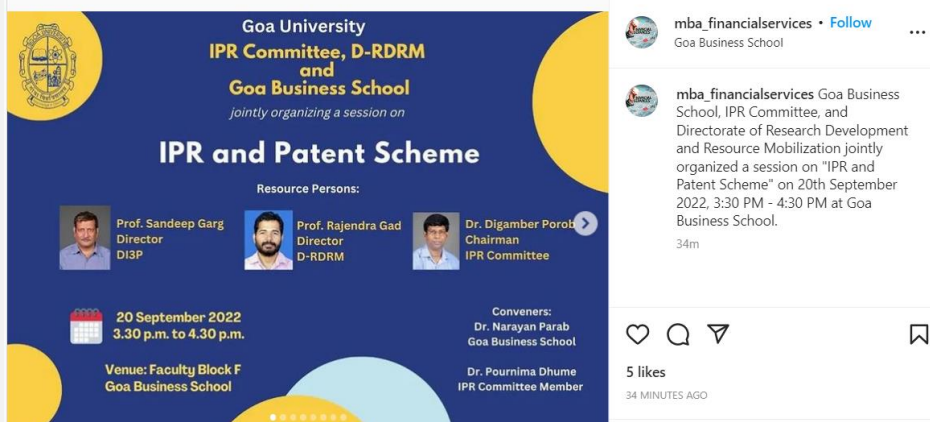 Goa University
IPR Committee, D-RDRM
and
Goa Business School
jointly organizing a session on
IPR and Patent Scheme
Resource Persons:
Prof. Sandeep Garg
Director
DI3P
Prof. Rajendra Gad
Director
D-RDRM
Dr. Digamber Porob
Chairman
IPR Committee
20 September 2022
3.30 p.m. to 4.30 p.m.
Venue: Faculty Block F
Goa Business School
Conveners:
Dr. Narayan Parab
Goa Business School
Dr. Pournima Dhume
IPR Committee Member
mba_financialservices • Follow
Goa Business School
mba_financialservices Goa Business
School, IPR Committee, and
Directorate of Research Development
and Resource Mobilization jointly
organized a session on "IPR and
Patent Scheme" on 20th September
2022, 3:30 PM - 4:30 PM at Goa
Business School.
34m
5 likes
34 MINUTES AGO